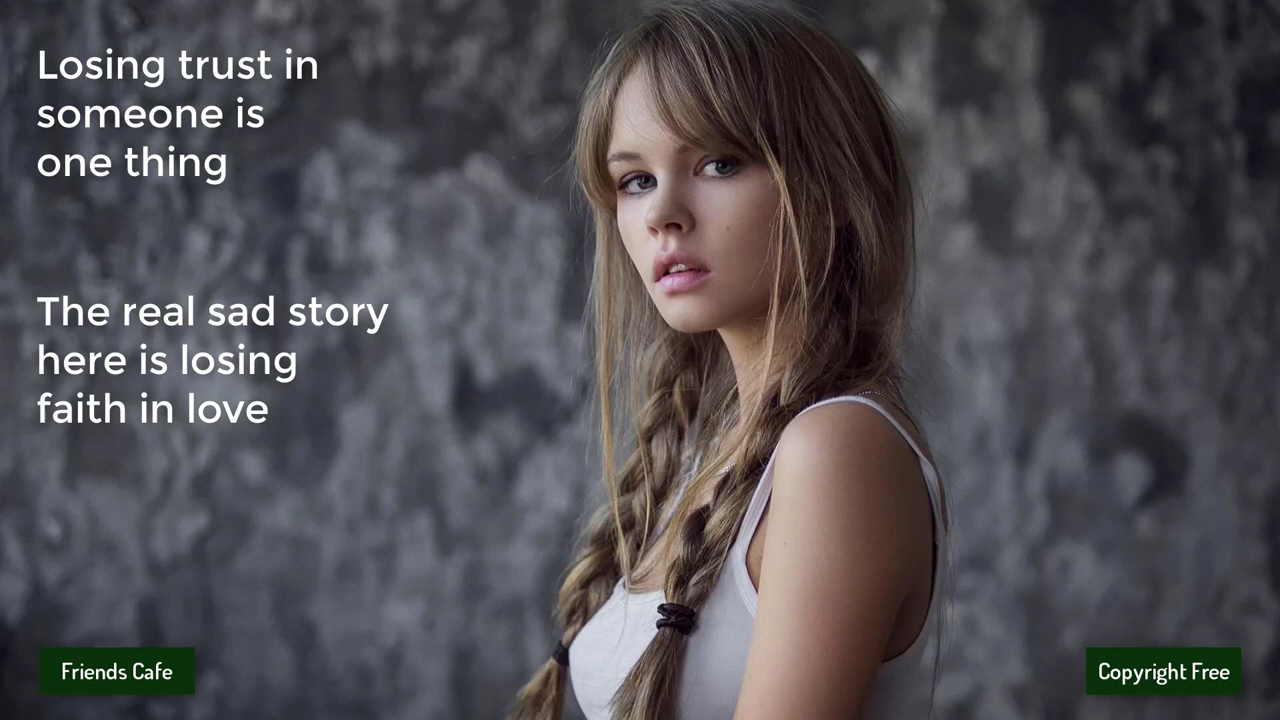 Losing trust in
someone is
one thing
The real sad story
here is losing
faith in love
Friends Cafe
Copyright Free